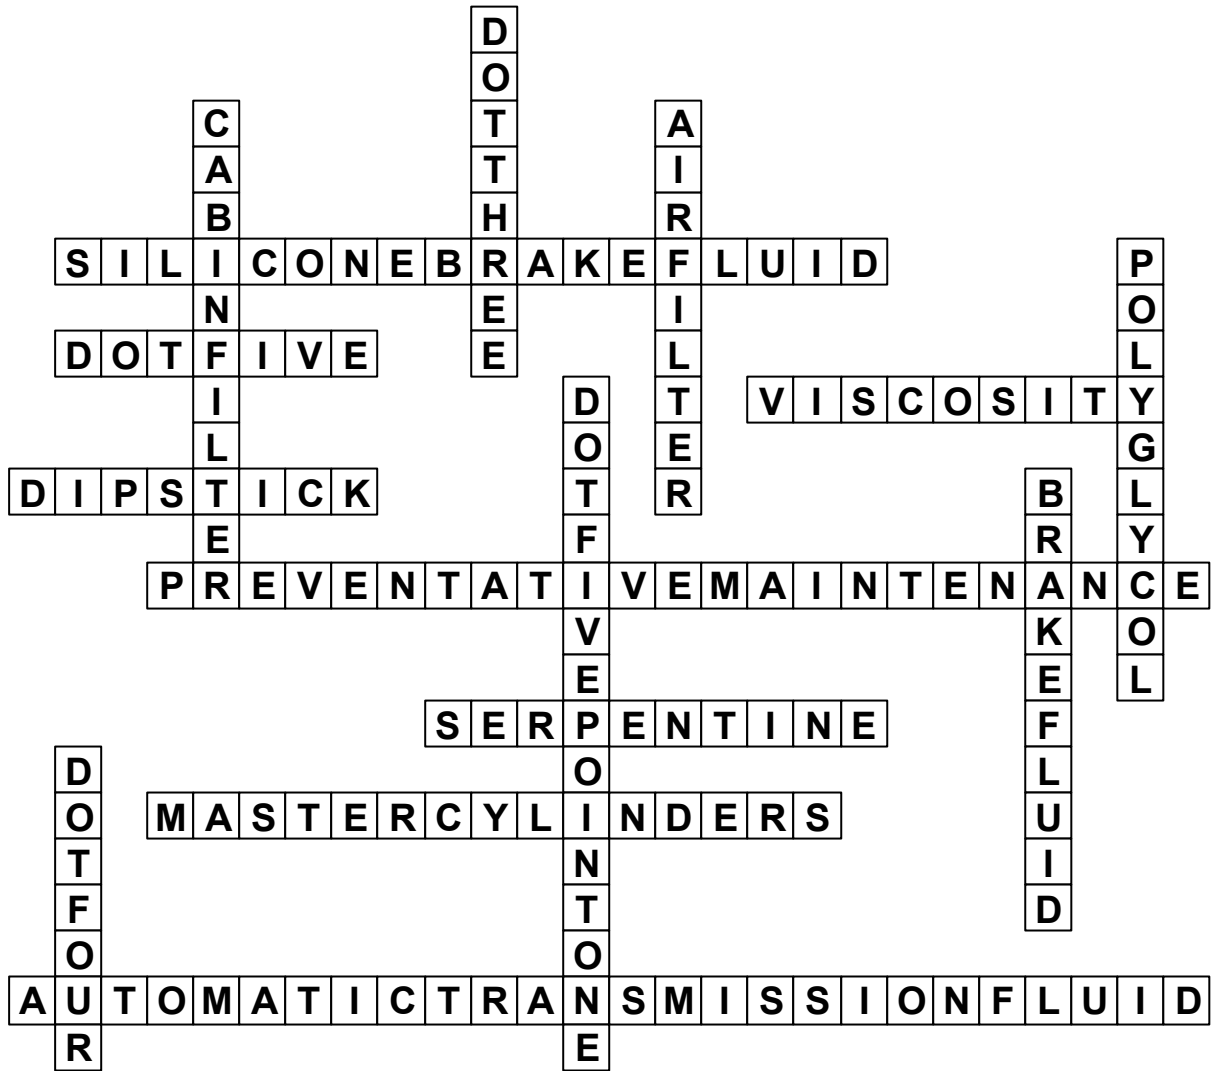 DOTTHREE
CABINFILTER
AIRFILTER
SILICONEBRAKEFLUID
POLYGLYCOL
DOTFIVE
DOTFIVEPOINTONE
VISCOSITY
DIPSTICK
BRAKEFLUID
PREVENTATIVEMAINTENANCE
SERPENTINE
DOTFOUR
MASTERCYLINDERS
AUTOMATICTRANSMISSIONFLUID